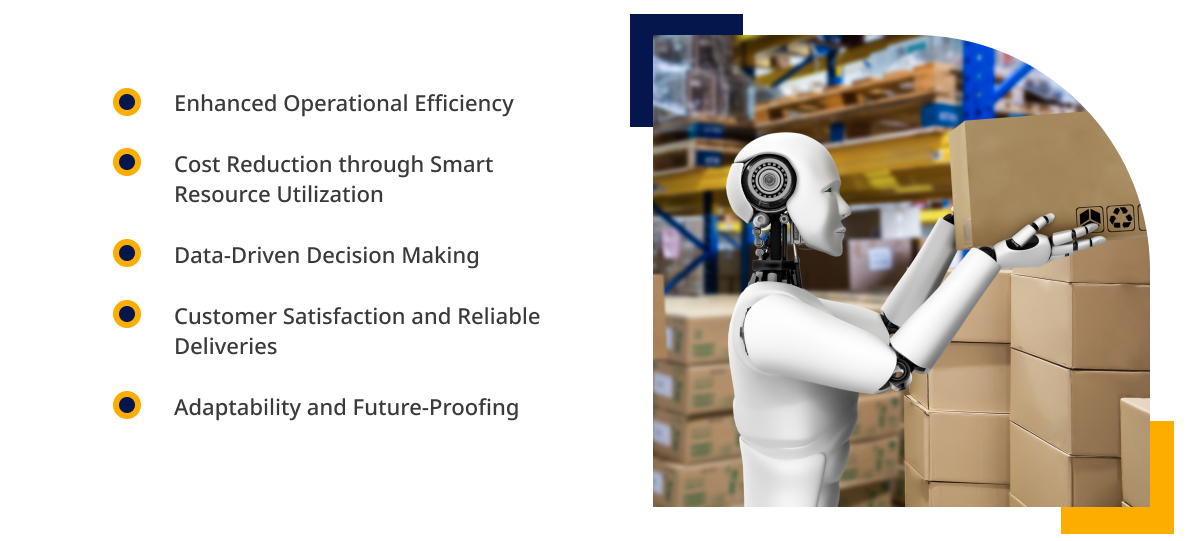 Enhanced Operational Efficiency
Cost Reduction through Smart
Resource Utilization
Data-Driven Decision Making
Customer Satisfaction and Reliable
Deliveries
Adaptability and Future-Proofing